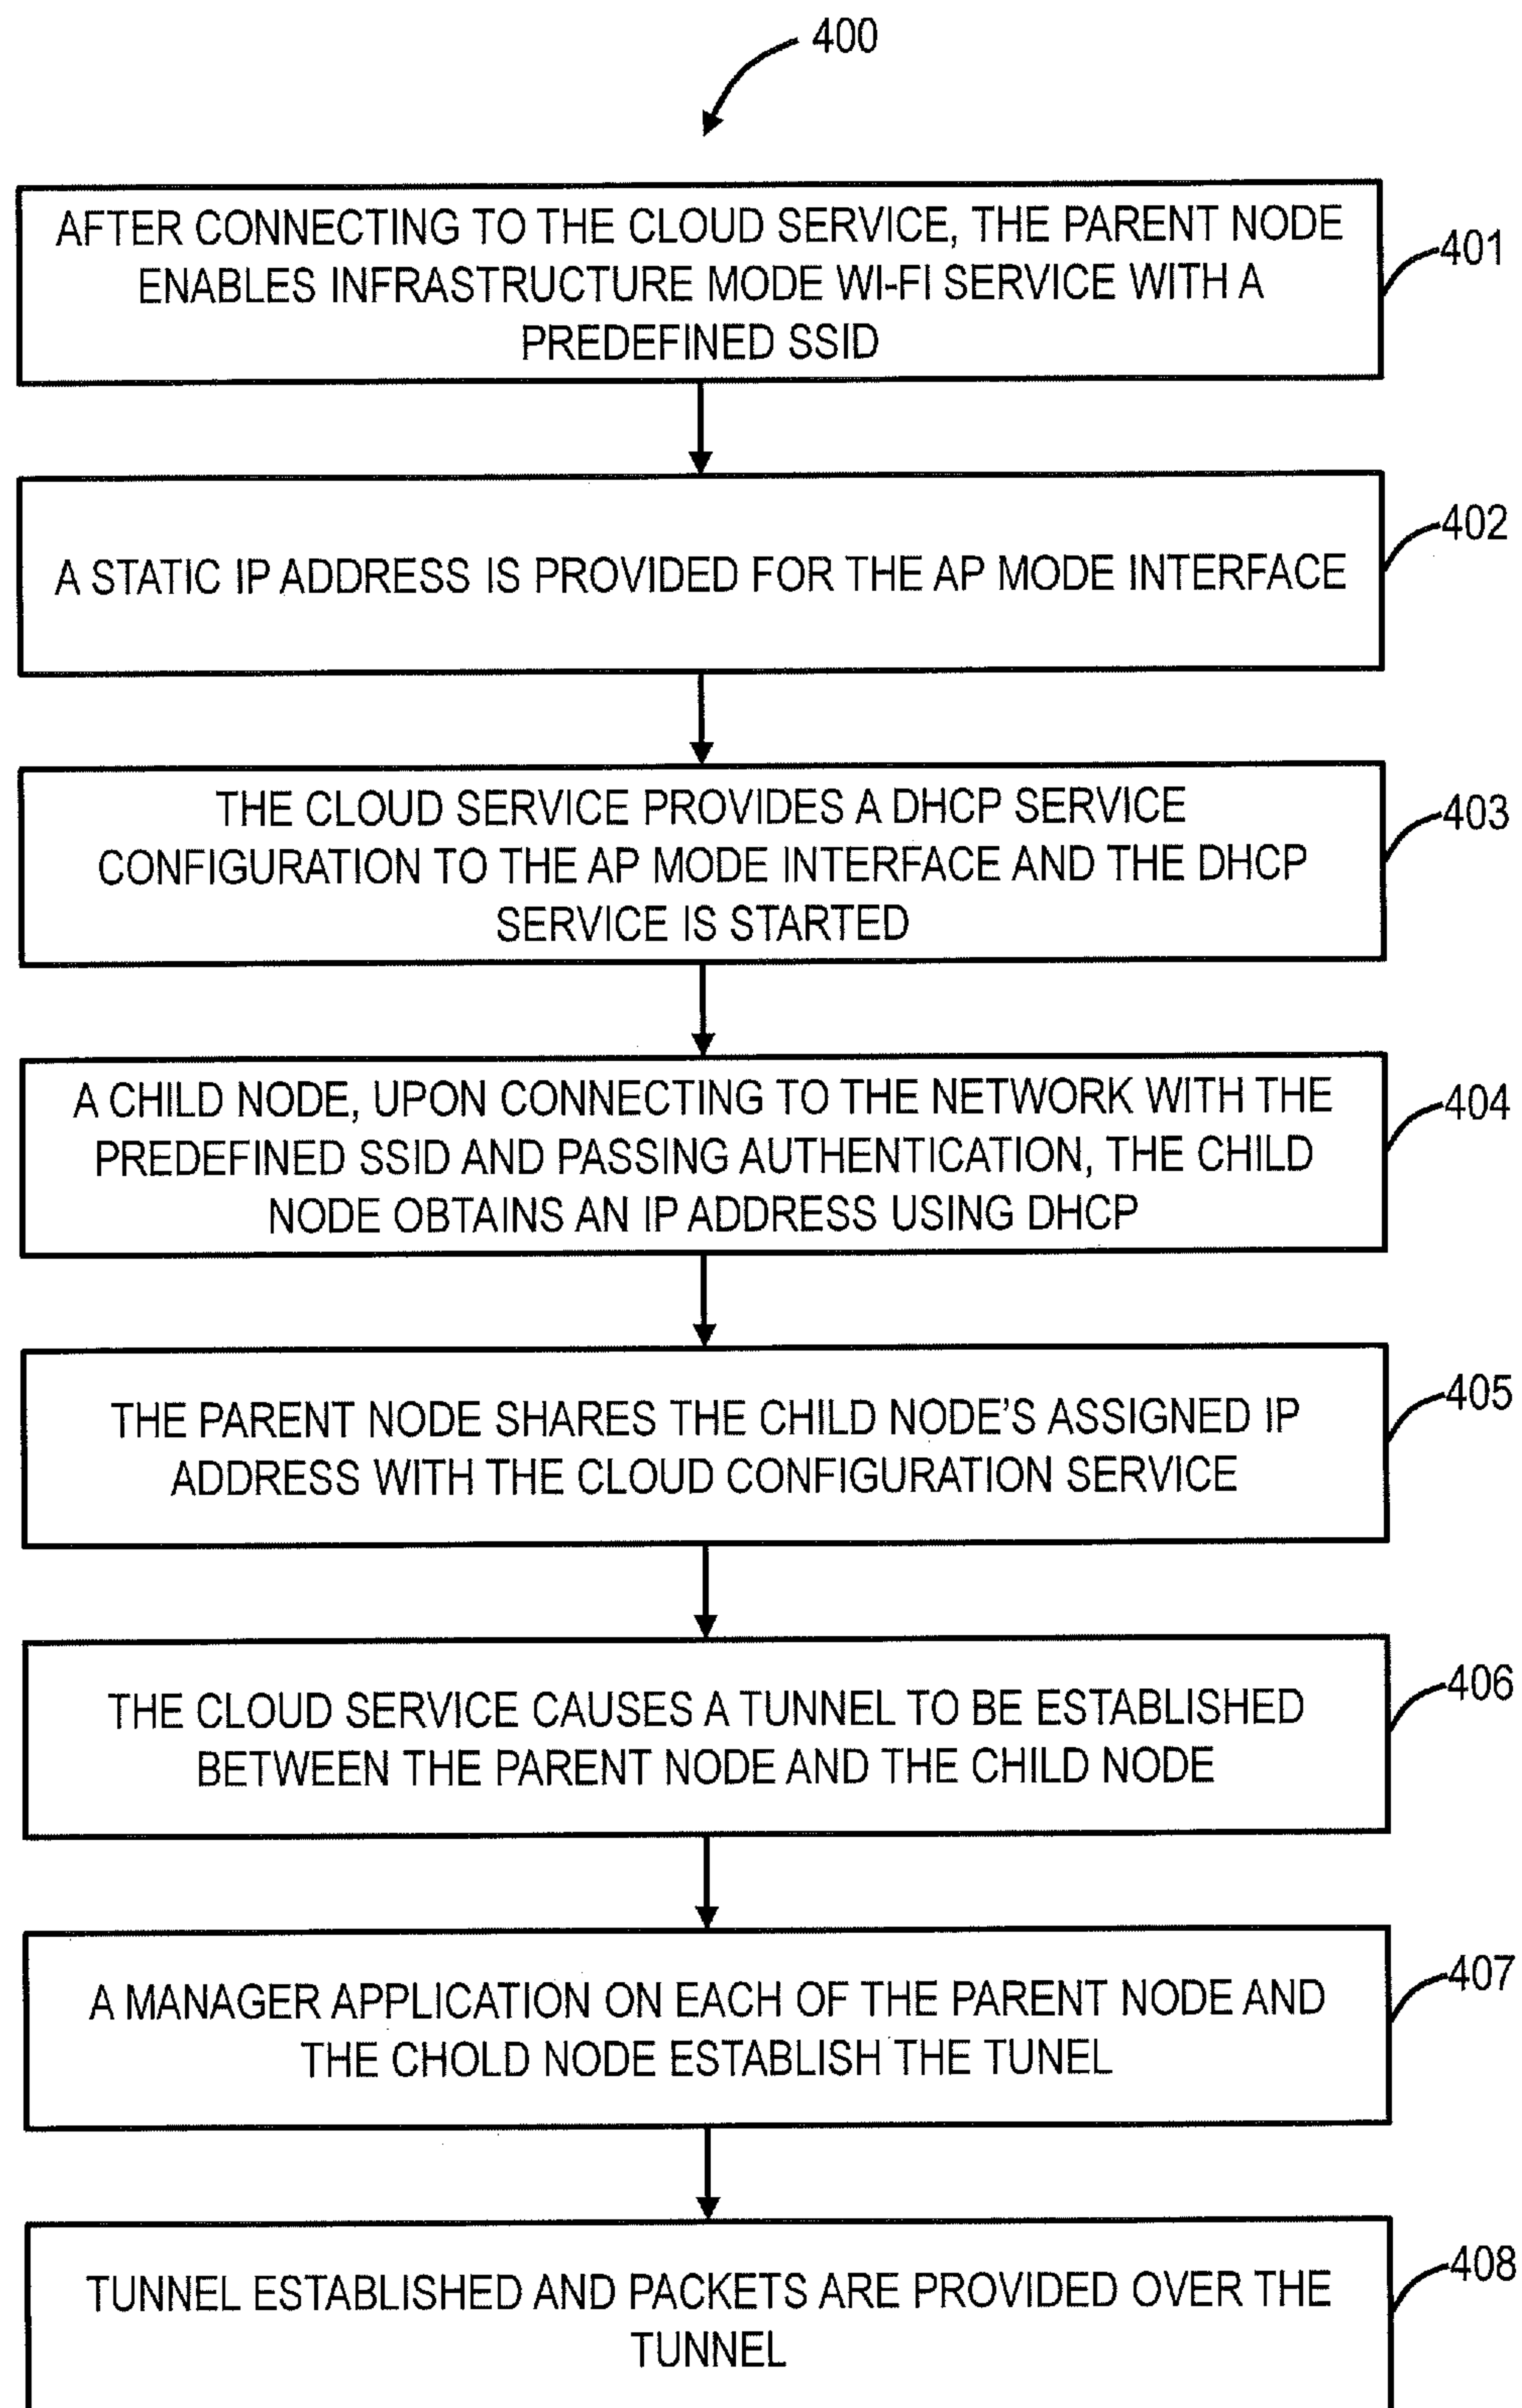 400
AFTER CONNECTING TO THE CLOUD SERVICE, THE PARENT NODE
ENABLES INFRASTRUCTURE MODE WI-FI SERVICE WITH A
PREDEFINED SSID
401
A STATIC IP ADDRESS IS PROVIDED FOR THE AP MODE INTERFACE
402
THE CLOUD SERVICE PROVIDES A DHCP SERVICE
CONFIGURATION TO THE AP MODE INTERFACE AND THE DHCP
SERVICE IS STARTED
403
A CHILD NODE, UPON CONNECTING TO THE NETWORK WITH THE
PREDEFINED SSID AND PASSING AUTHENTICATION, THE CHILD
NODE OBTAINS AN IP ADDRESS USING DHCP
404
THE PARENT NODE SHARES THE CHILD NODE'S ASSIGNED IP
ADDRESS WITH THE CLOUD CONFIGURATION SERVICE
405
THE CLOUD SERVICE CAUSES A TUNNEL TO BE ESTABLISHED
BETWEEN THE PARENT NODE AND THE CHILD NODE
406
A MANAGER APPLICATION ON EACH OF THE PARENT NODE AND
THE CHOLD NODE ESTABLISH THE TUNEL
407
TUNNEL ESTABLISHED AND PACKETS ARE PROVIDED OVER THE
TUNNEL
408